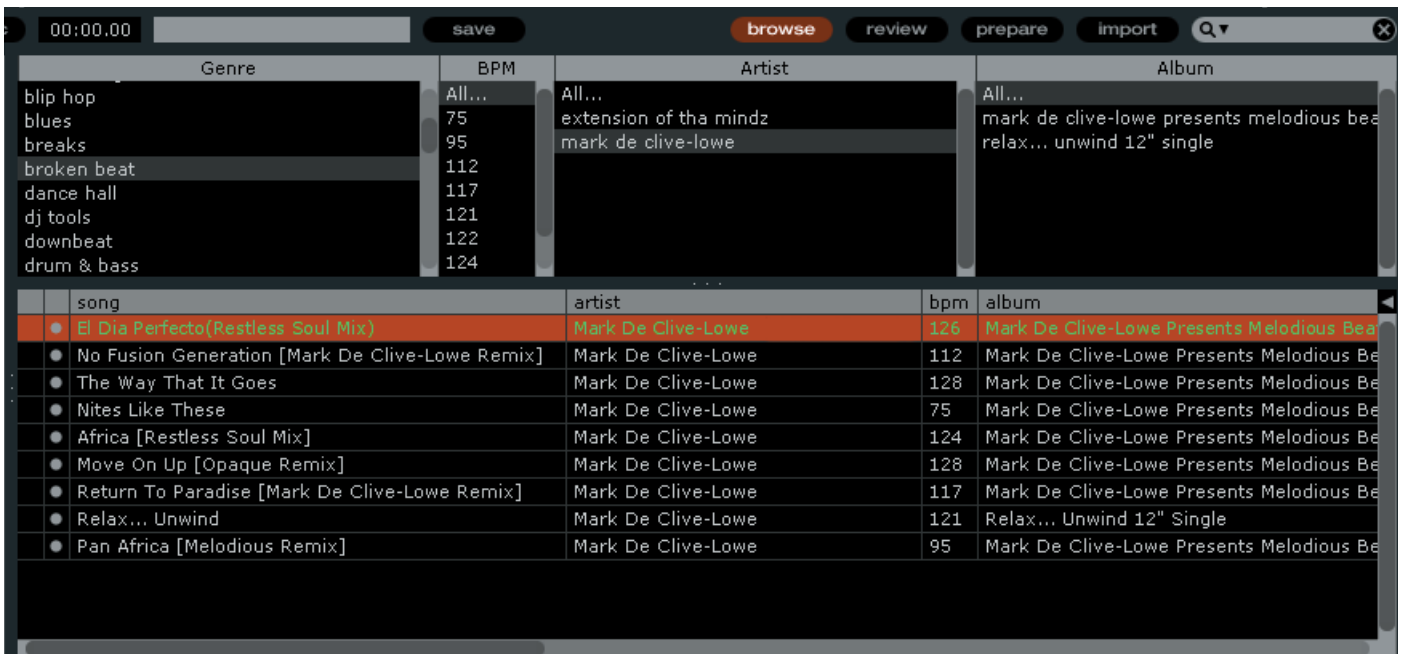 00:00.00 save browse review prepare import
Genre BPM Artist Album
blip hop All... All... All...
blues 75 extension of tha mindz mark de clive-lowe presents melodious bea
breaks 95 mark de clive-lowe relax... unwind 12" single
broken beat 112
dance hall 117
dj tools 121
downbeat 122
drum & bass 124
song artist bpm album
El Dia Perfecto(Restless Soul Mix) Mark De Clive-Lowe 126 Mark De Clive-Lowe Presents Melodious Bea
No Fusion Generation [Mark De Clive-Lowe Remix] Mark De Clive-Lowe 112 Mark De Clive-Lowe Presents Melodious Be
The Way That It Goes Mark De Clive-Lowe 128 Mark De Clive-Lowe Presents Melodious Be
Nites Like These Mark De Clive-Lowe 75 Mark De Clive-Lowe Presents Melodious Be
Africa [Restless Soul Mix] Mark De Clive-Lowe 124 Mark De Clive-Lowe Presents Melodious Be
Move On Up [Opaque Remix] Mark De Clive-Lowe 128 Mark De Clive-Lowe Presents Melodious Be
Return To Paradise [Mark De Clive-Lowe Remix] Mark De Clive-Lowe 117 Mark De Clive-Lowe Presents Melodious Be
Relax... Unwind Mark De Clive-Lowe 121 Relax... Unwind 12" Single
Pan Africa [Melodious Remix] Mark De Clive-Lowe 95 Mark De Clive-Lowe Presents Melodious Be